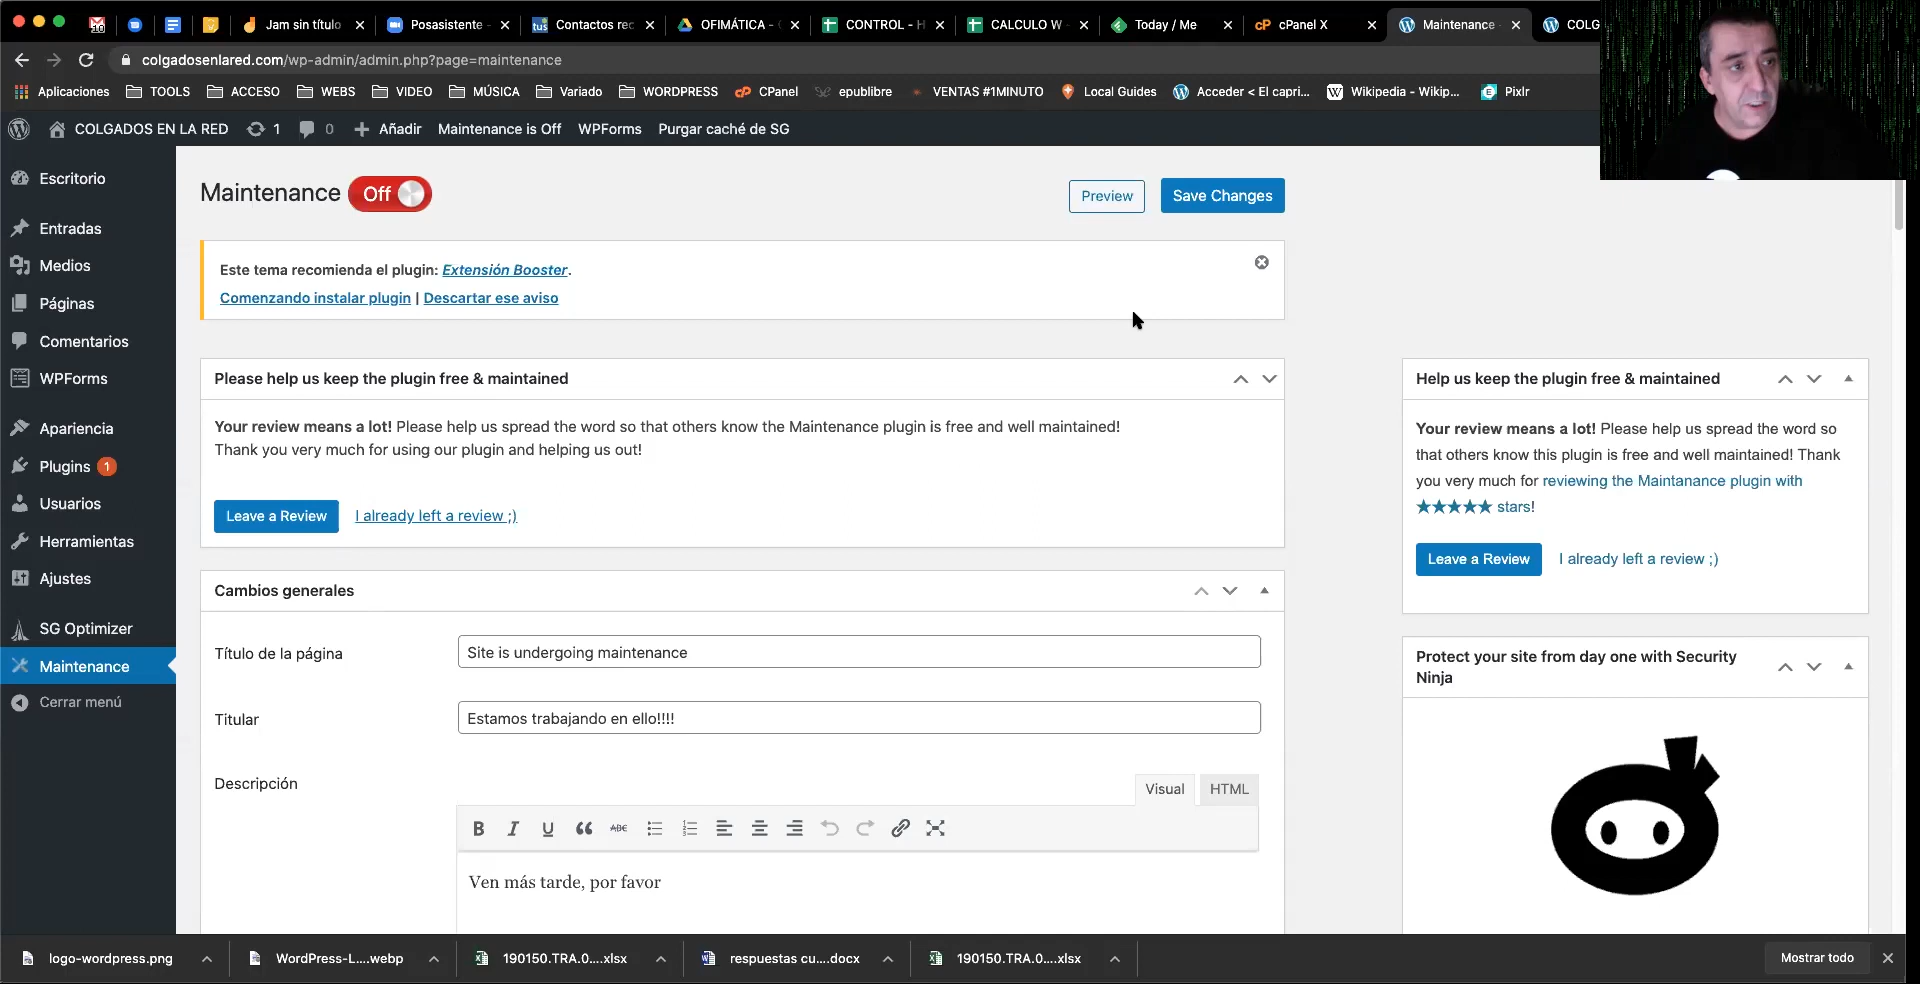 10
Jam sin título
Posasistente -
tus
Contactos rec
OFIMÁTICA -
CONTROL - H
CALCULO W -
Today / Me
cP
cPanel X
Maintenance
COLG
colgadosenlared.com/wp-admin/admin.php?page=maintenance
Aplicaciones
TOOLS
ACCESO
WEBS
VIDEO
MÚSICA
Variado
WORDPRESS
cP
CPanel
epublibre
VENTAS #1MINUTO
Local Guides
Acceder < El capri...
W
Wikipedia - Wikip...
E
Pixlr
COLGADOS EN LA RED
1
0
Añadir
Maintenance is Off
WPForms
Purgar caché de SG
Escritorio
Entradas
Medios
Páginas
Comentarios
WPForms
Apariencia
Plugins 1
Usuarios
Herramientas
Ajustes
SG Optimizer
Maintenance
Cerrar menú
Maintenance
Off
Preview
Save Changes
Este tema recomienda el plugin: Extensión Booster.
Comenzando instalar plugin | Descartar ese aviso
Please help us keep the plugin free & maintained
Your review means a lot! Please help us spread the word so that others know the Maintenance plugin is free and well maintained!
Thank you very much for using our plugin and helping us out!
Leave a Review
I already left a review ;)
Cambios generales
Título de la página
Site is undergoing maintenance
Titular
Estamos trabajando en ello!!!!
Descripción
Visual
HTML
B
I
U
ABC
Ven más tarde, por favor
Help us keep the plugin free & maintained
Your review means a lot! Please help us spread the word so
that others know this plugin is free and well maintained! Thank
you very much for reviewing the Maintanance plugin with
★★★★★ stars!
Leave a Review
I already left a review ;)
Protect your site from day one with Security
Ninja
logo-wordpress.png
WordPress-L....webp
190150.TRA.0....xlsx
respuestas cu....docx
190150.TRA.0....xlsx
Mostrar todo